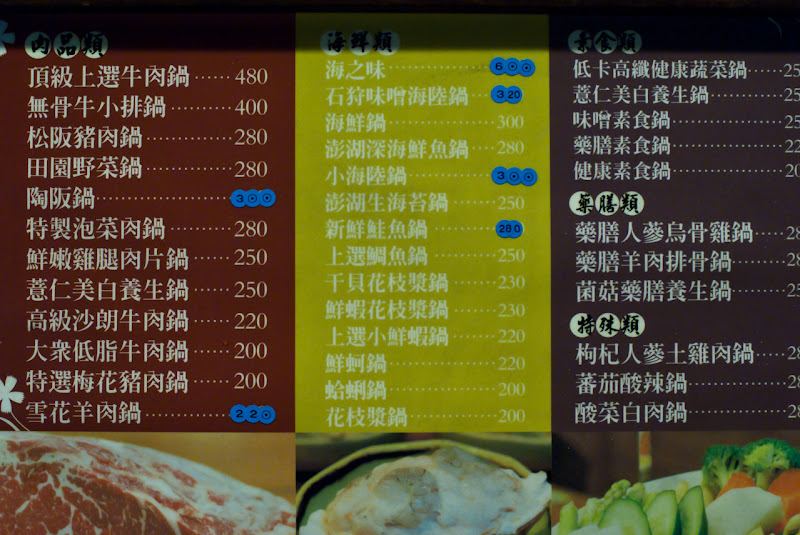 肉品類
頂級上選牛肉鍋······480
無骨牛小排鍋········400
松阪豬肉鍋··········280
田園野菜鍋··········280
陶阪鍋··············300
特製泡菜肉鍋········280
鮮嫩雞腿肉片鍋······250
薏仁美白養生鍋······250
高級沙朗牛肉鍋······220
大眾低脂牛肉鍋······200
特選梅花豬肉鍋······200
雪花羊肉鍋··········220
海鮮類
海之味··············600
石狩味噌海陸鍋······320
海鮮鍋··············300
澎湖深海鮮魚鍋······280
小海陸鍋············300
澎湖生海苔鍋········250
新鮮鮭魚鍋··········280
上選鯛魚鍋··········250
干貝花枝漿鍋········230
鮮蝦花枝漿鍋········230
上選小鮮蝦鍋········220
鮮蚵鍋··············220
蛤蜊鍋··············200
花枝漿鍋············200
素食類
低卡高纖健康蔬菜鍋·····25
薏仁美白養生鍋·········25
味噌素食鍋·············25
藥膳素食鍋·············22
健康素食鍋·············20
藥膳類
藥膳人蔘烏骨雞鍋·····28
藥膳羊肉排骨鍋·······28
菌菇藥膳養生鍋·······25
特殊類
枸杞人蔘土雞肉鍋·····28
蕃茄酸辣鍋···········28
酸菜白肉鍋···········28